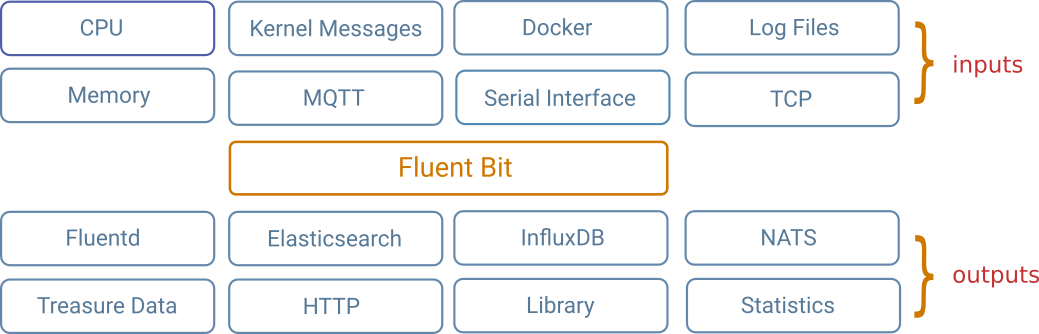 CPU
Kernel Messages
Docker
Log Files
inputs
Memory
MQTT
Serial Interface
TCP
Fluent Bit
Fluentd
Elasticsearch
InfluxDB
NATS
outputs
Treasure Data
HTTP
Library
Statistics